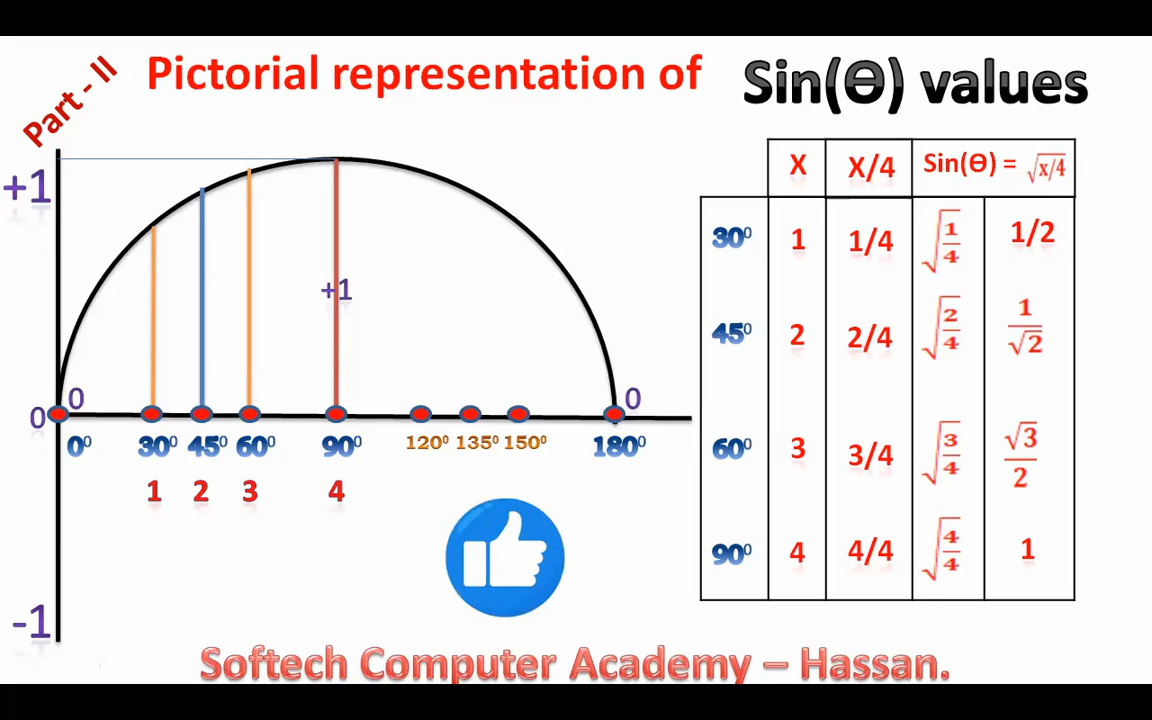 Part - II
Pictorial representation of Sin(Ɵ) values
+1
+1
0
0
0
-1
0⁰ 30⁰ 45⁰ 60⁰ 90⁰ 120⁰ 135⁰ 150⁰ 180⁰
1 2 3 4
X X/4 Sin(Ɵ) = √x/4
30⁰ 1 1/4 √1/4 1/2
45⁰ 2 2/4 √2/4 1/√2
60⁰ 3 3/4 √3/4 √3/2
90⁰ 4 4/4 √4/4 1
Softech Computer Academy – Hassan.